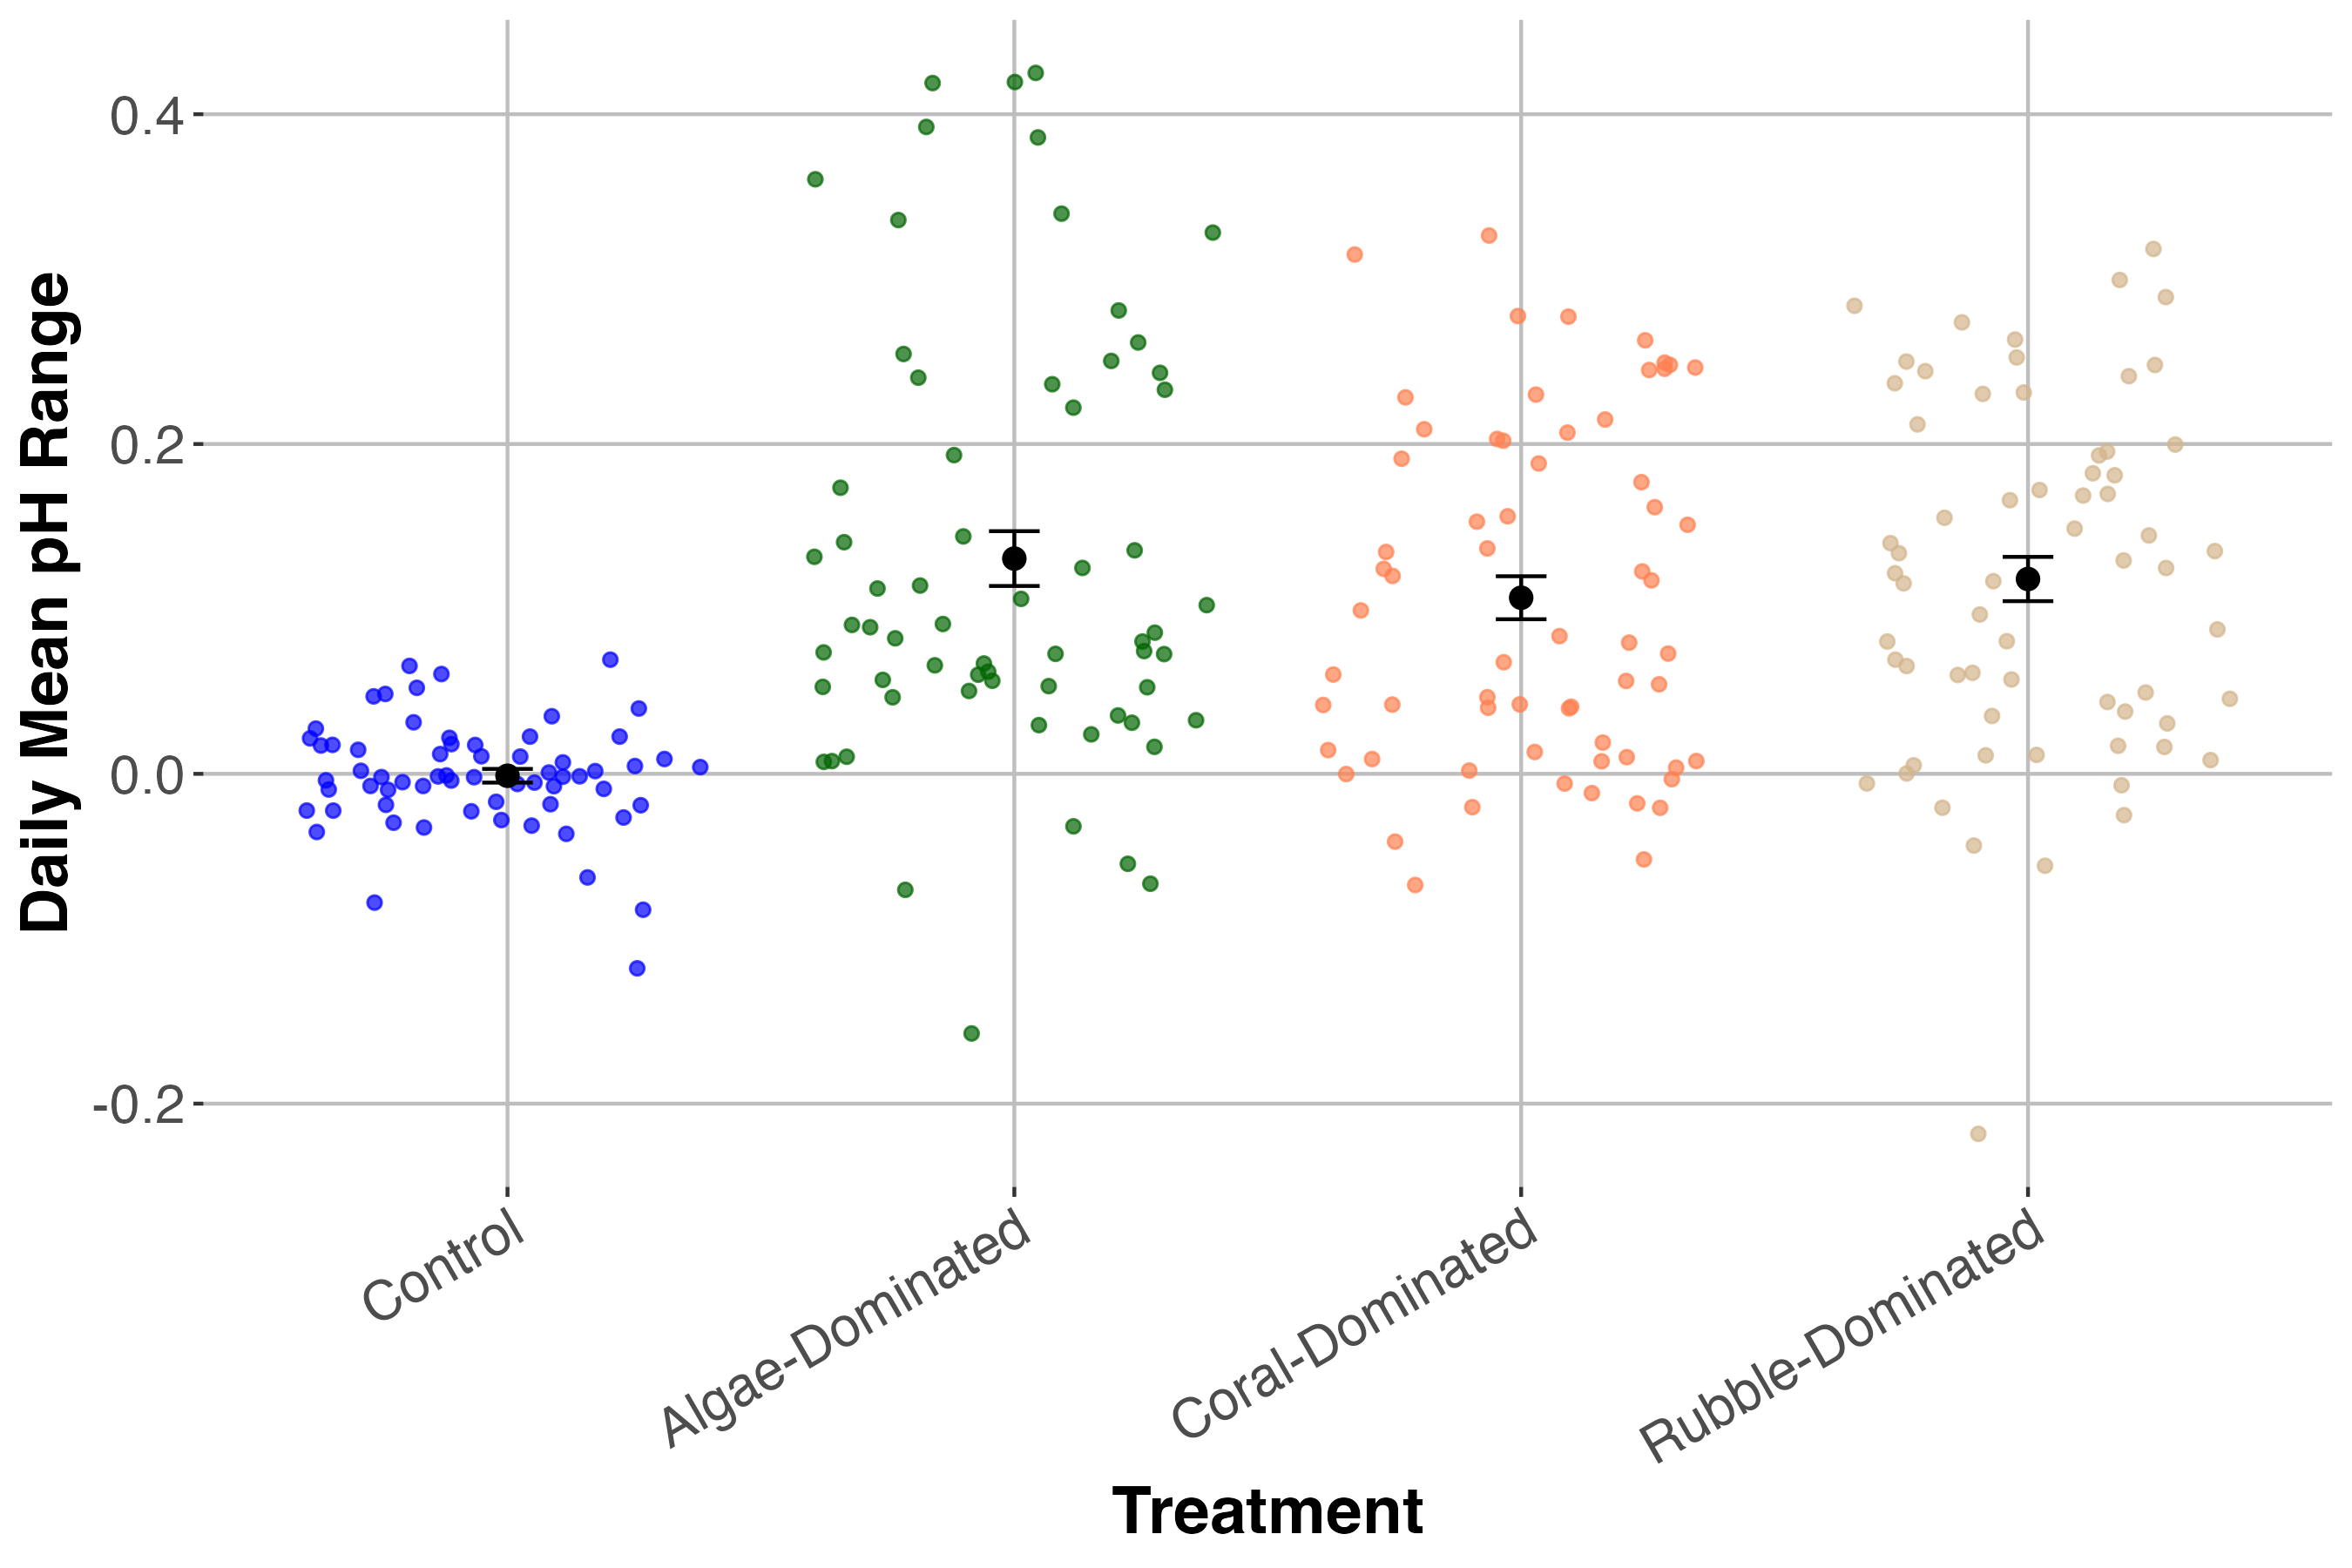 Daily Mean pH Range
0.4
0.2
0.0
-0.2
Control
Algae-Dominated
Coral-Dominated
Rubble-Dominated
Treatment